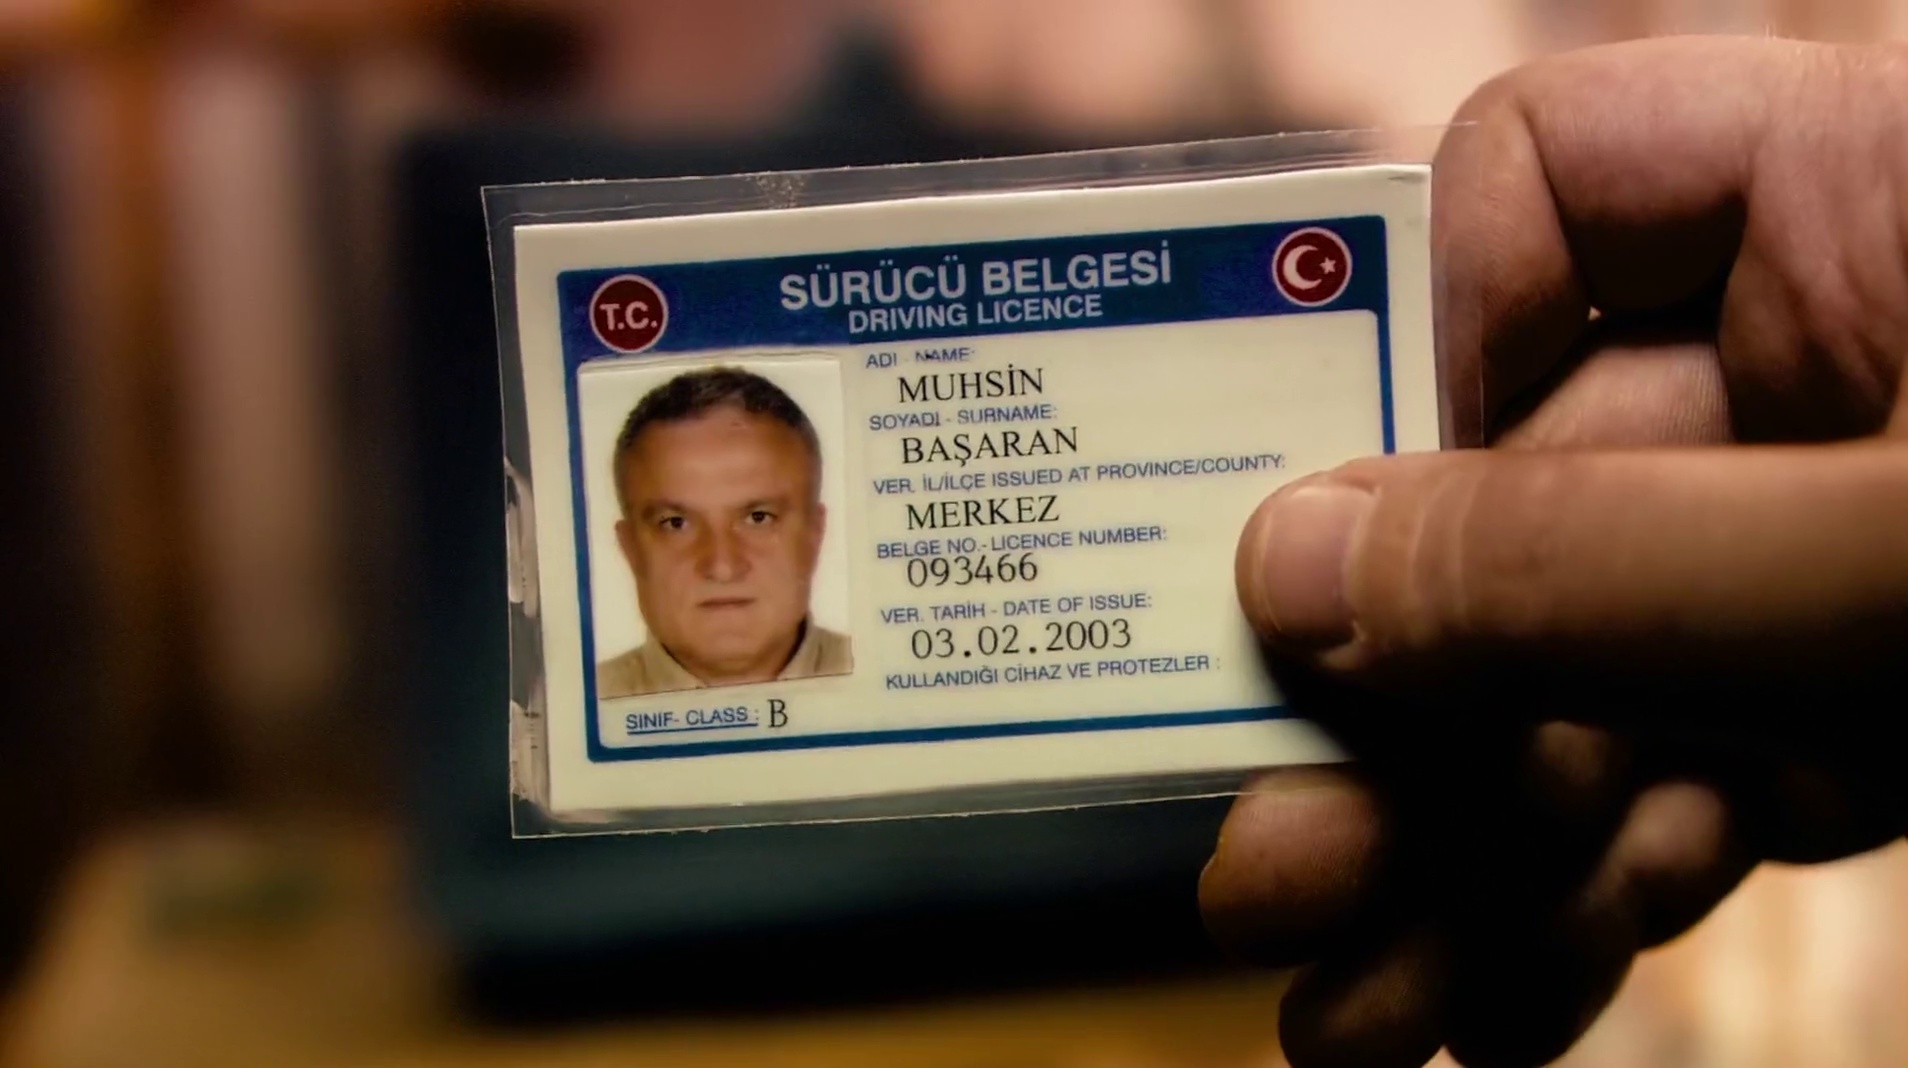 T.C.
SÜRÜCÜ BELGESİ
DRIVING LICENCE
ADI - NAME:
MUHSİN
SOYADI - SURNAME:
BAŞARAN
VER. İL/İLÇE ISSUED AT PROVINCE/COUNTY:
MERKEZ
BELGE NO.- LICENCE NUMBER:
093466
VER. TARİH - DATE OF ISSUE:
03.02.2003
KULLANDIĞI CİHAZ VE PROTEZLER :
SINIF- CLASS : B